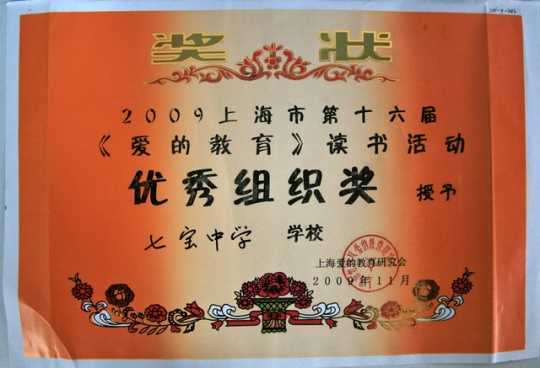 奖状
2009上海市第十六届
《爱的教育》读书活动
优秀组织奖 授予
七宝中学 学校
上海爱的教育研究会
2009年11月